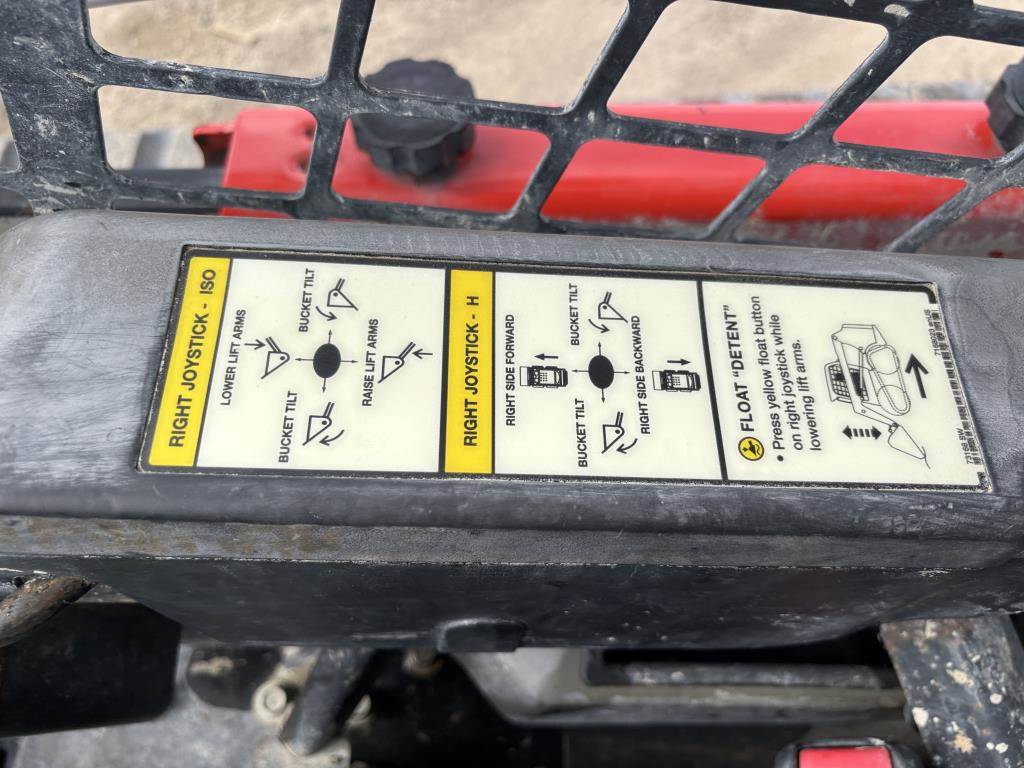 RIGHT JOYSTICK - ISO
LOWER LIFT ARMS
BUCKET TILT
BUCKET TILT
RAISE LIFT ARMS
RIGHT JOYSTICK - H
RIGHT SIDE FORWARD
BUCKET TILT
BUCKET TILT
RIGHT SIDE BACKWARD
FLOAT "DETENT"
• Press yellow float button
on right joystick while
lowering lift arms.